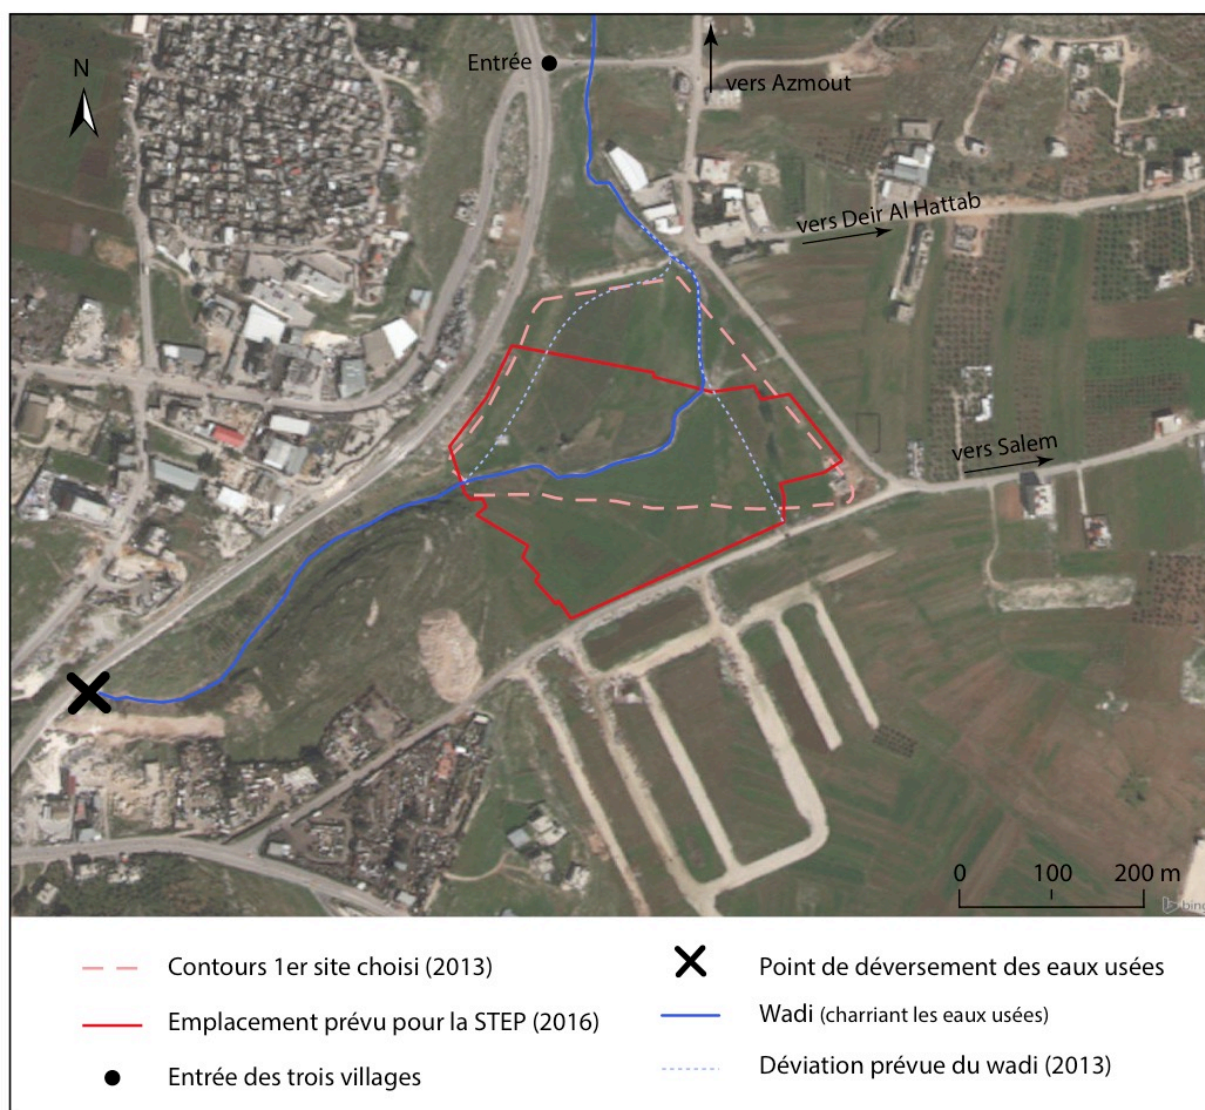 Entrée
N
vers Azmout
vers Deir Al Hattab
vers Salem
0 100 200 m
bing
Contours 1er site choisi (2013)
Emplacement prévu pour la STEP (2016)
Entrée des trois villages
Point de déversement des eaux usées
Wadi (charriant les eaux usées)
Déviation prévue du wadi (2013)